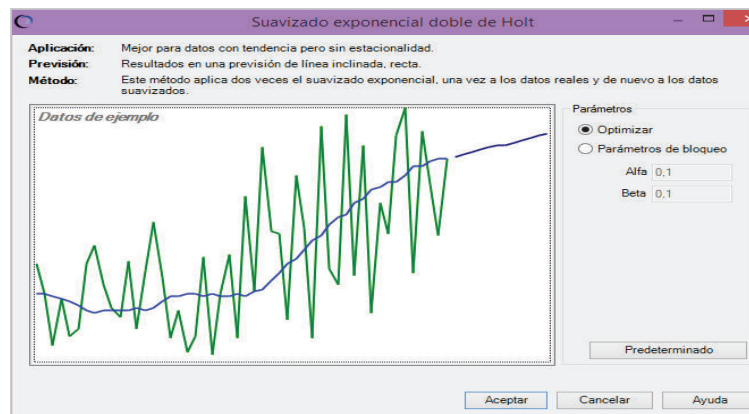 Suavizado exponencial doble de Holt
Aplicación: Mejor para datos con tendencia pero sin estacionalidad.
Previsión: Resultados en una previsión de línea inclinada, recta.
Método: Este método aplica dos veces el suavizado exponencial, una vez a los datos reales y de nuevo a los datos
suavizados.
Datos de ejemplo
Parámetros
Optimizar
Parámetros de bloqueo
Alfa 0,1
Beta 0,1
Predeterminado
Aceptar Cancelar Ayuda